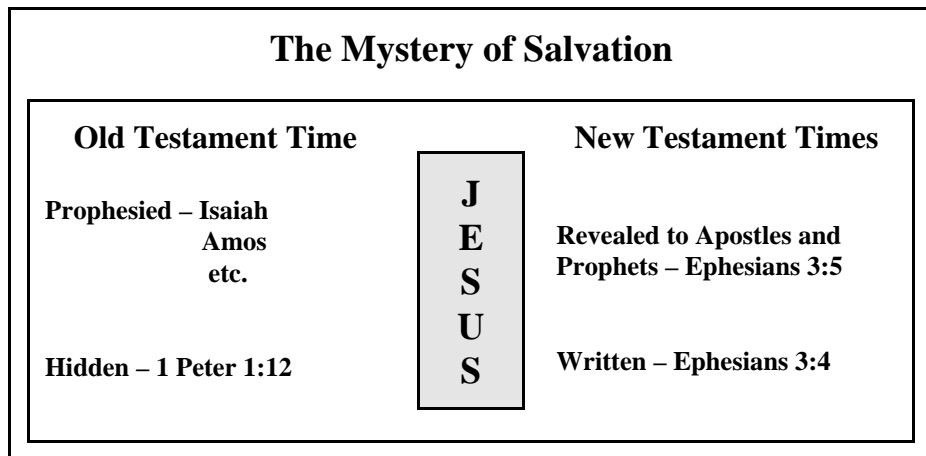 The Mystery of Salvation
Old Testament Time
Prophesied – Isaiah
Amos
etc.
Hidden – 1 Peter 1:12
J
E
S
U
S
New Testament Times
Revealed to Apostles and
Prophets – Ephesians 3:5
Written – Ephesians 3:4